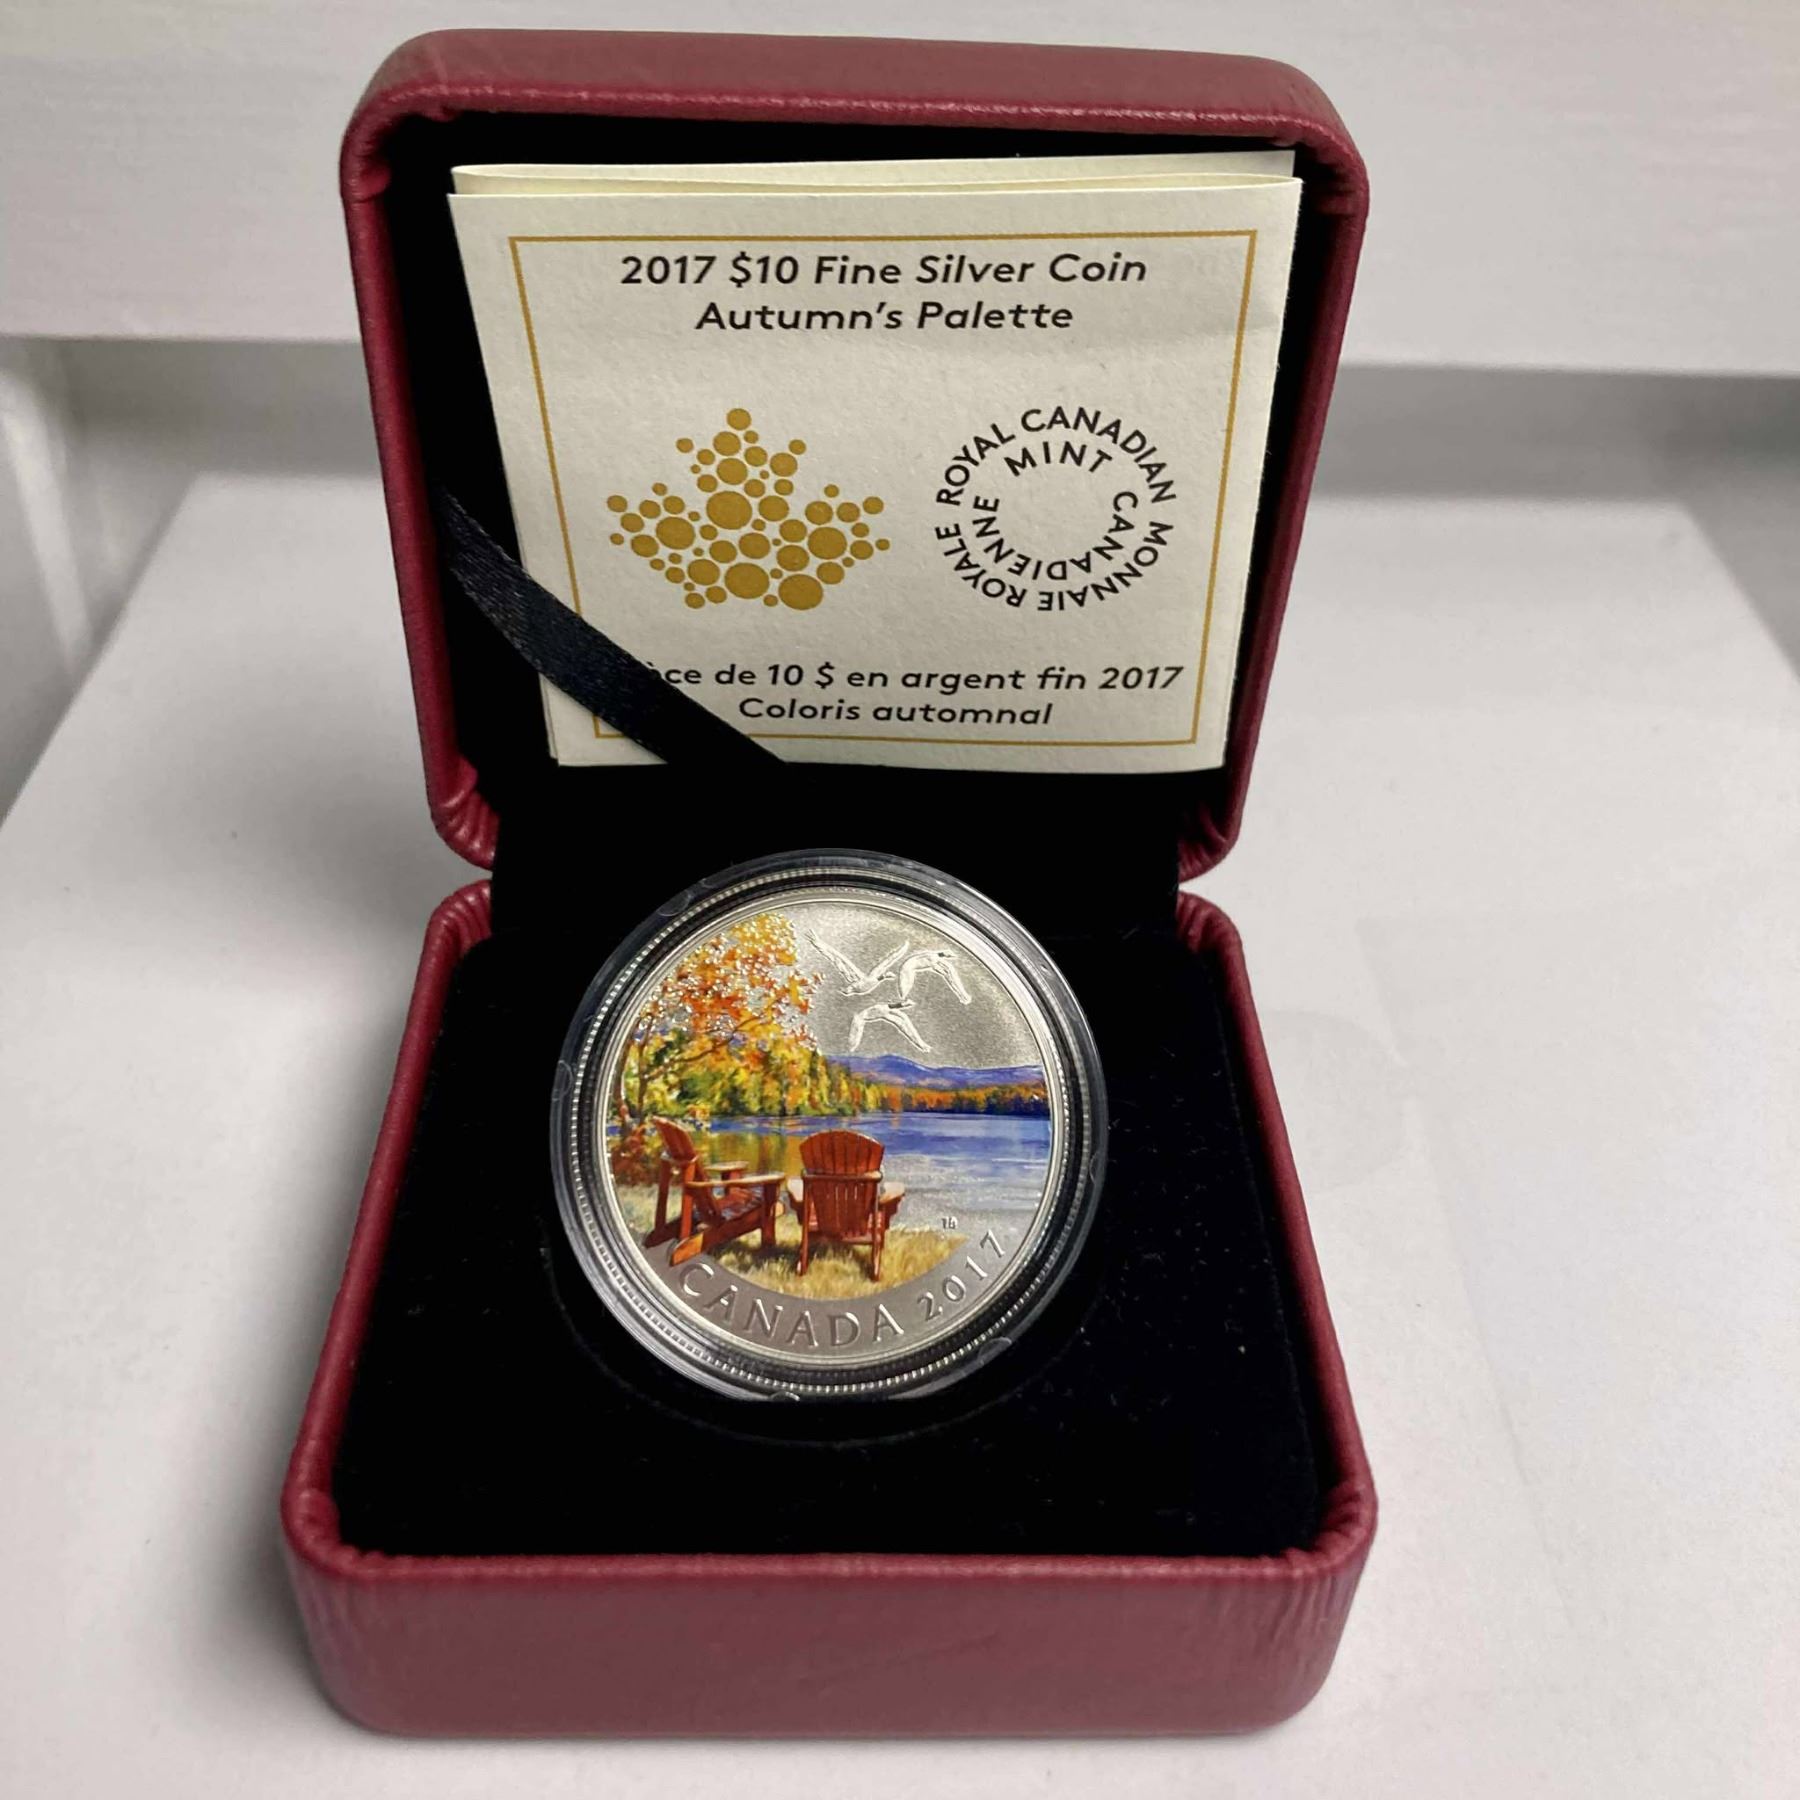 2017 $10 Fine Silver Coin
Autumn's Palette
ROYAL CANADIAN MINT
MONNAIE ROYALE CANADIENNE
de 10 $ en argent fin 2017
Coloris automnal
CANADA 2017